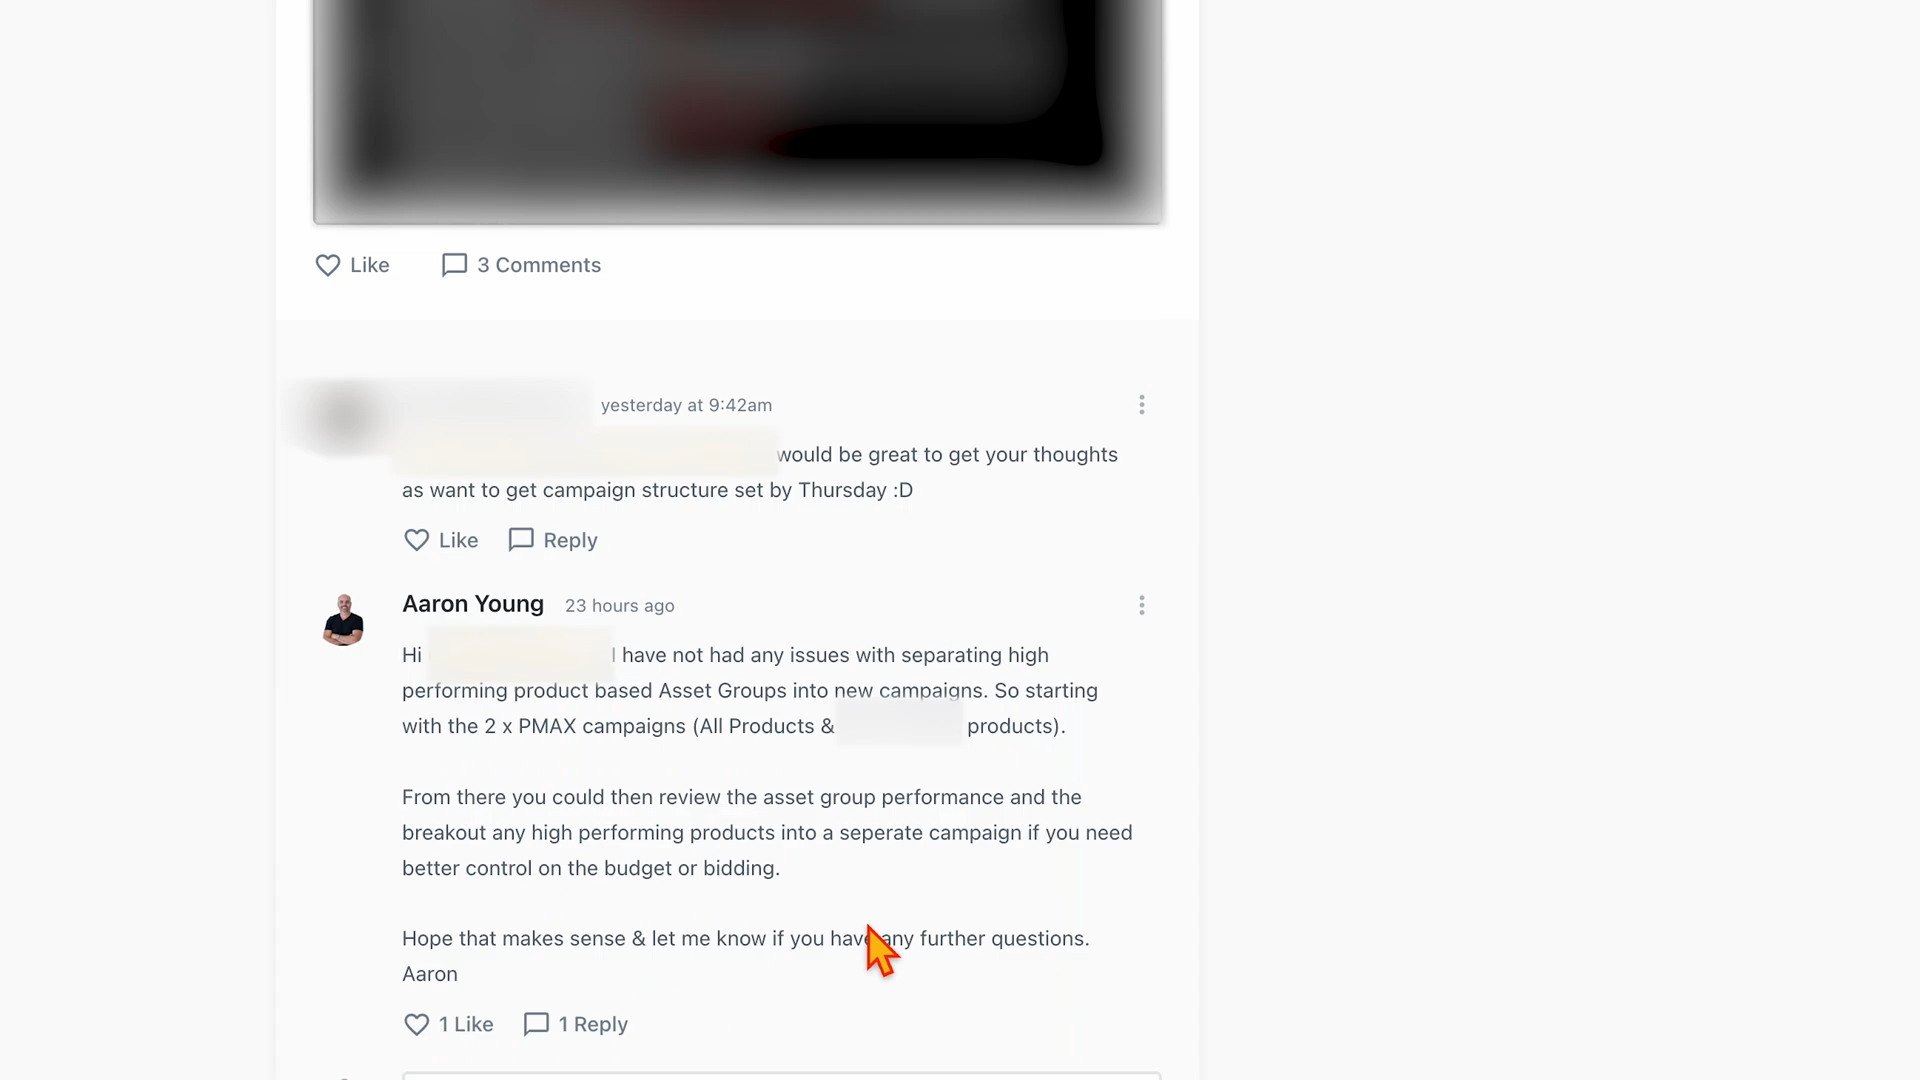 Like 3 Comments
yesterday at 9:42am
would be great to get your thoughts
as want to get campaign structure set by Thursday :D
Like Reply
Aaron Young 23 hours ago
Hi I have not had any issues with separating high
performing product based Asset Groups into new campaigns. So starting
with the 2 x PMAX campaigns (All Products & products).
From there you could then review the asset group performance and the
breakout any high performing products into a seperate campaign if you need
better control on the budget or bidding.
Hope that makes sense & let me know if you have any further questions.
Aaron
1 Like 1 Reply